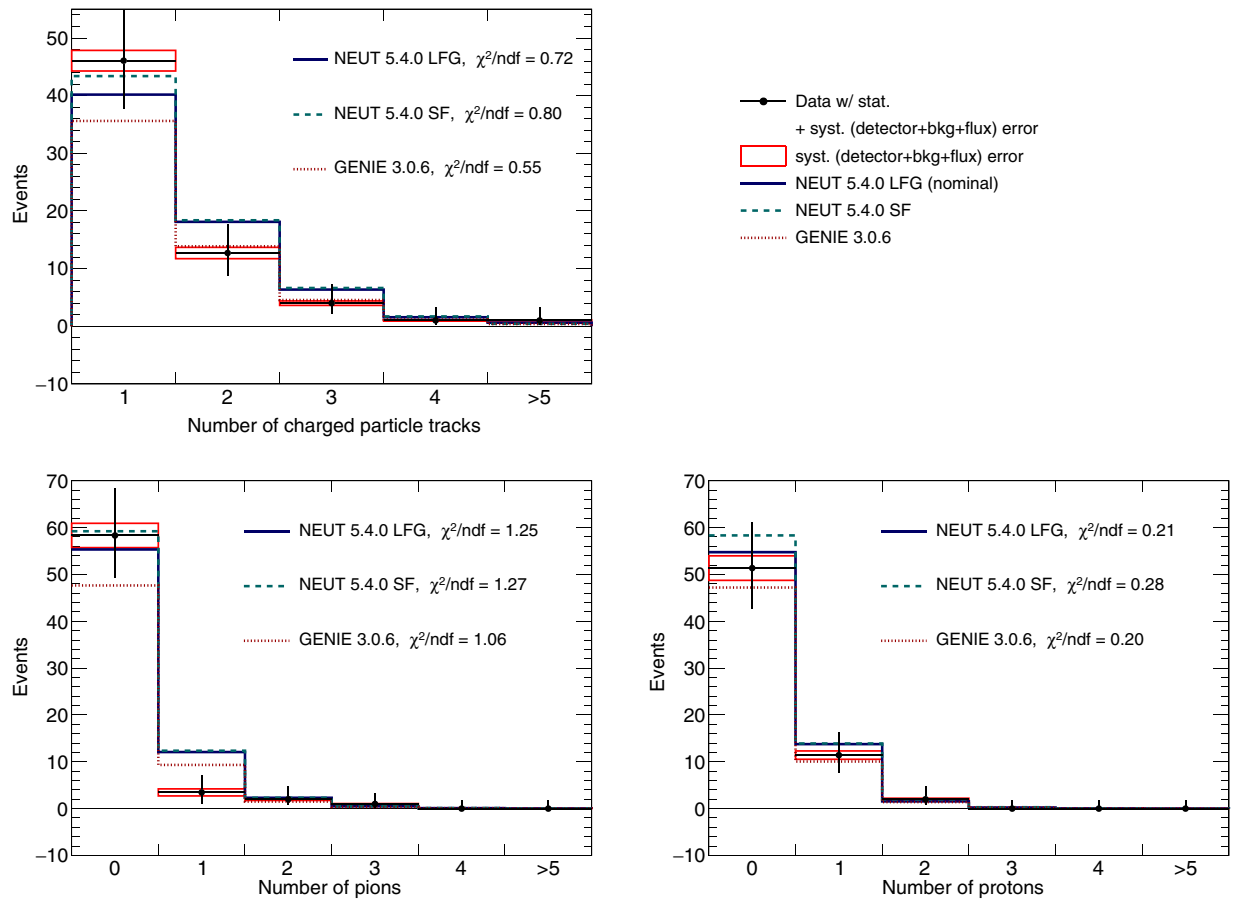 50
40
30
20
10
0
−10
Events
NEUT 5.4.0 LFG, χ²/ndf = 0.72
NEUT 5.4.0 SF, χ²/ndf = 0.80
GENIE 3.0.6, χ²/ndf = 0.55
1 2 3 4 >5
Number of charged particle tracks
Data w/ stat.
+ syst. (detector+bkg+flux) error
syst. (detector+bkg+flux) error
NEUT 5.4.0 LFG (nominal)
NEUT 5.4.0 SF
GENIE 3.0.6
70
60
50
40
30
20
10
0
−10
Events
NEUT 5.4.0 LFG, χ²/ndf = 1.25
NEUT 5.4.0 SF, χ²/ndf = 1.27
GENIE 3.0.6, χ²/ndf = 1.06
0 1 2 3 4 >5
Number of pions
70
60
50
40
30
20
10
0
−10
Events
NEUT 5.4.0 LFG, χ²/ndf = 0.21
NEUT 5.4.0 SF, χ²/ndf = 0.28
GENIE 3.0.6, χ²/ndf = 0.20
0 1 2 3 4 >5
Number of protons